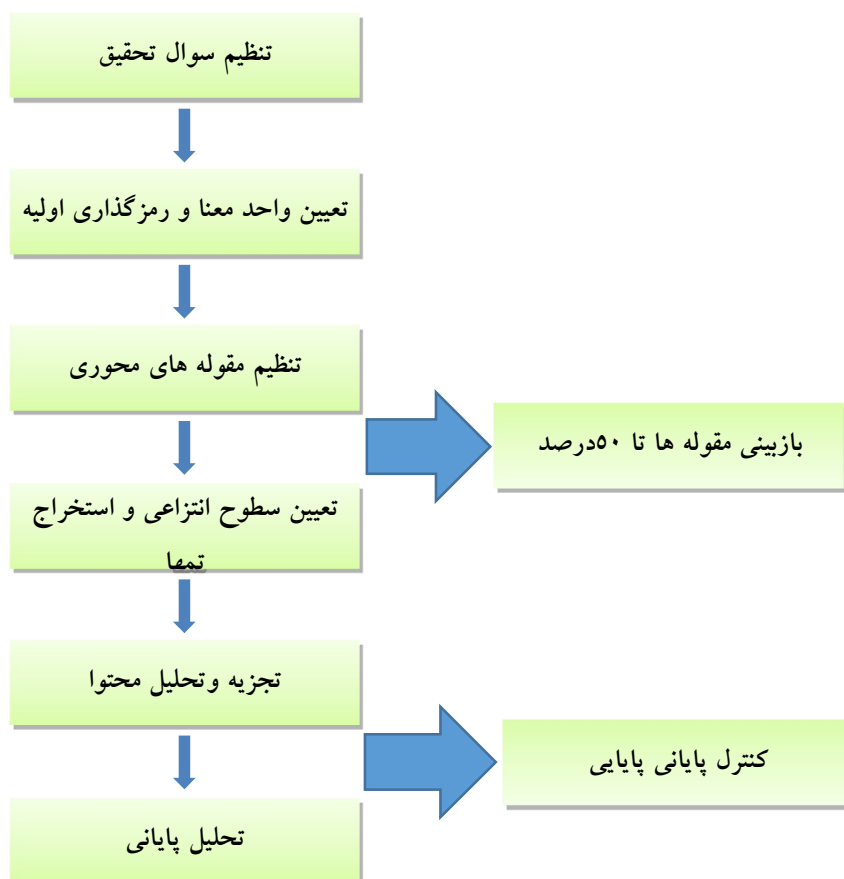 تنظیم سوال تحقیق
تعیین واحد معنا و رمزگذاری اولیه
تنظیم مقوله های محوری
بازبینی مقوله ها تا ۵۰درصد
تعیین سطوح انتزاعی و استخراج
تمها
تجزیه وتحلیل محتوا
کنترل پایانی پایایی
تحلیل پایانی